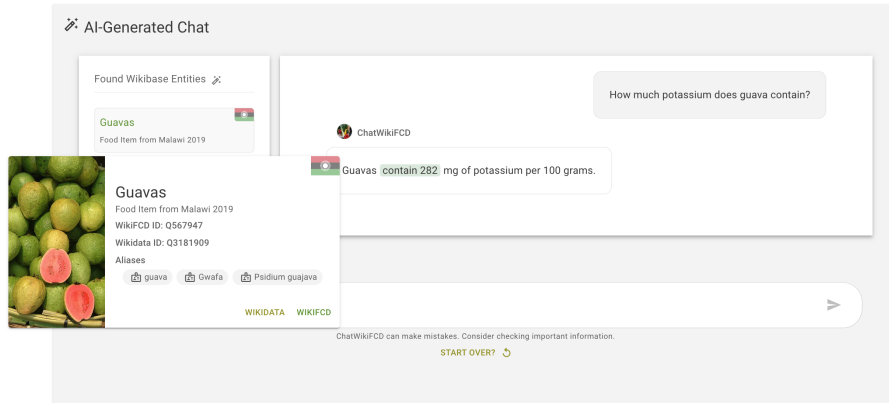 AI-Generated Chat
Found Wikibase Entities
Guavas
Food Item from Malawi 2019
How much potassium does guava contain?
ChatWikiFCD
Guavas contain 282 mg of potassium per 100 grams.
Guavas
Food Item from Malawi 2019
WikiFCD ID: Q567947
Wikidata ID: Q3181909
Aliases
guava Gwafa Psidium guajava
WIKIDATA WIKIFCD
ChatWikiFCD can make mistakes. Consider checking important information.
START OVER?